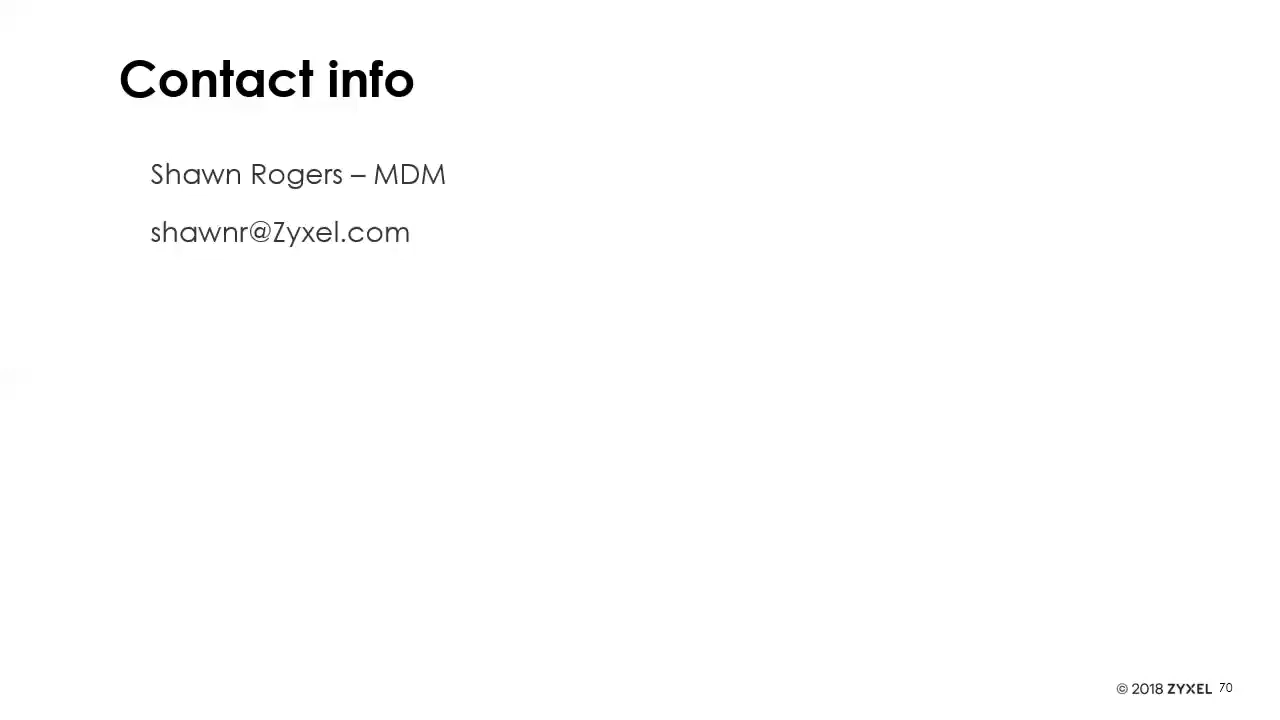 Contact info
Shawn Rogers – MDM
shawnr@Zyxel.com
© 2018 ZYXEL 70